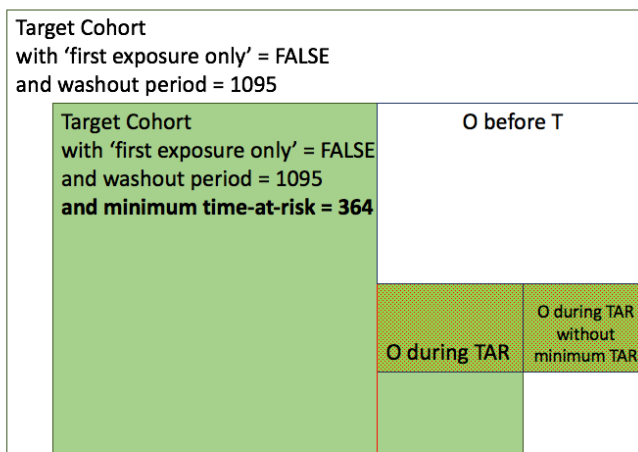 Target Cohort
with ‘first exposure only’ = FALSE
and washout period = 1095
Target Cohort
with ‘first exposure only’ = FALSE
and washout period = 1095
and minimum time-at-risk = 364
O before T
O during TAR
O during TAR
without
minimum TAR